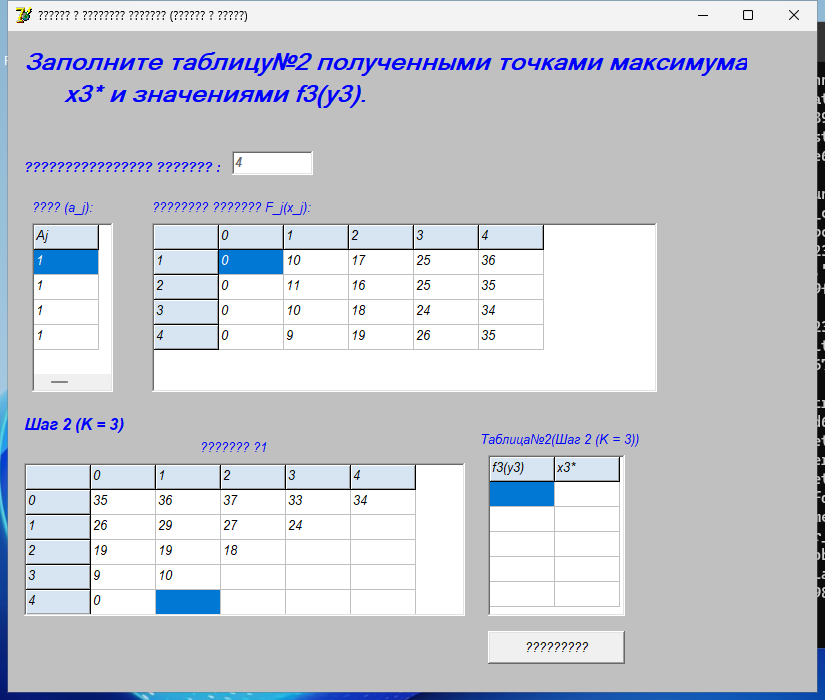 ?????? ? ???????? ??????? (?????? ? ?????)
Заполните таблицу№2 полученными точками максимума
x3* и значениями f3(y3).
???????????????? ??????? : 4
???? (a_j):
???????? ??????? F_j(x_j):
Aj
1
1
1
1
0 1 2 3 4
1 0 10 17 25 36
2 0 11 16 25 35
3 0 10 18 24 34
4 0 9 19 26 35
Шаг 2 (K = 3)
??????? ?1
Таблица№2(Шаг 2 (K = 3))
0 1 2 3 4
0 35 36 37 33 34
1 26 29 27 24
2 19 19 18
3 9 10
4 0
f3(y3) x3*
?????????